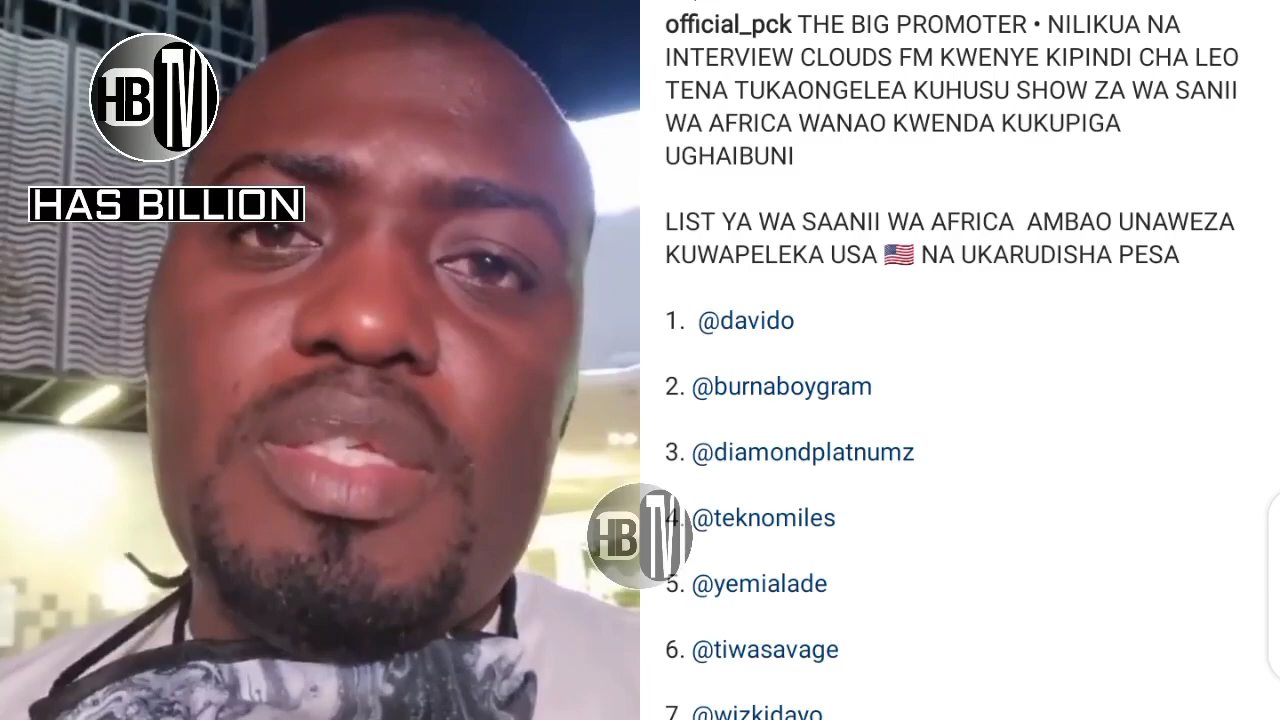 HB TV
HAS BILLION
official_pck THE BIG PROMOTER • NILIKUA NA
INTERVIEW CLOUDS FM KWENYE KIPINDI CHA LEO
TENA TUKAONGELEA KUHUSU SHOW ZA WA SANII
WA AFRICA WANAO KWENDA KUKUPIGA
UGHAIBUNI
LIST YA WA SAANII WA AFRICA AMBAO UNAWEZA
KUWAPELEKA USA 🇺🇸 NA UKARUDISHA PESA
1. @davido
2. @burnaboygram
3. @diamondplatnumz
4. @teknomiles
HB TV
5. @yemialade
6. @tiwasavage
7. @wizkidayo